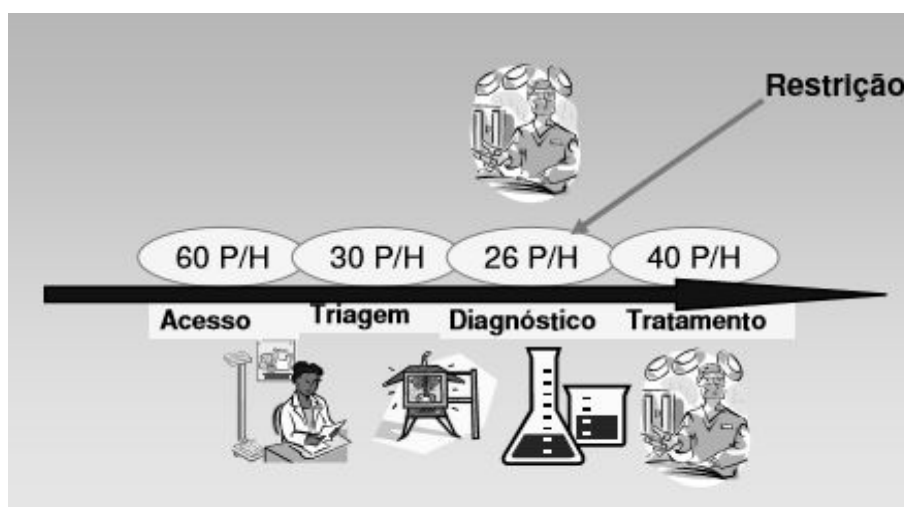 Restrição
60 P/H 30 P/H 26 P/H 40 P/H
Acesso Triagem Diagnóstico Tratamento